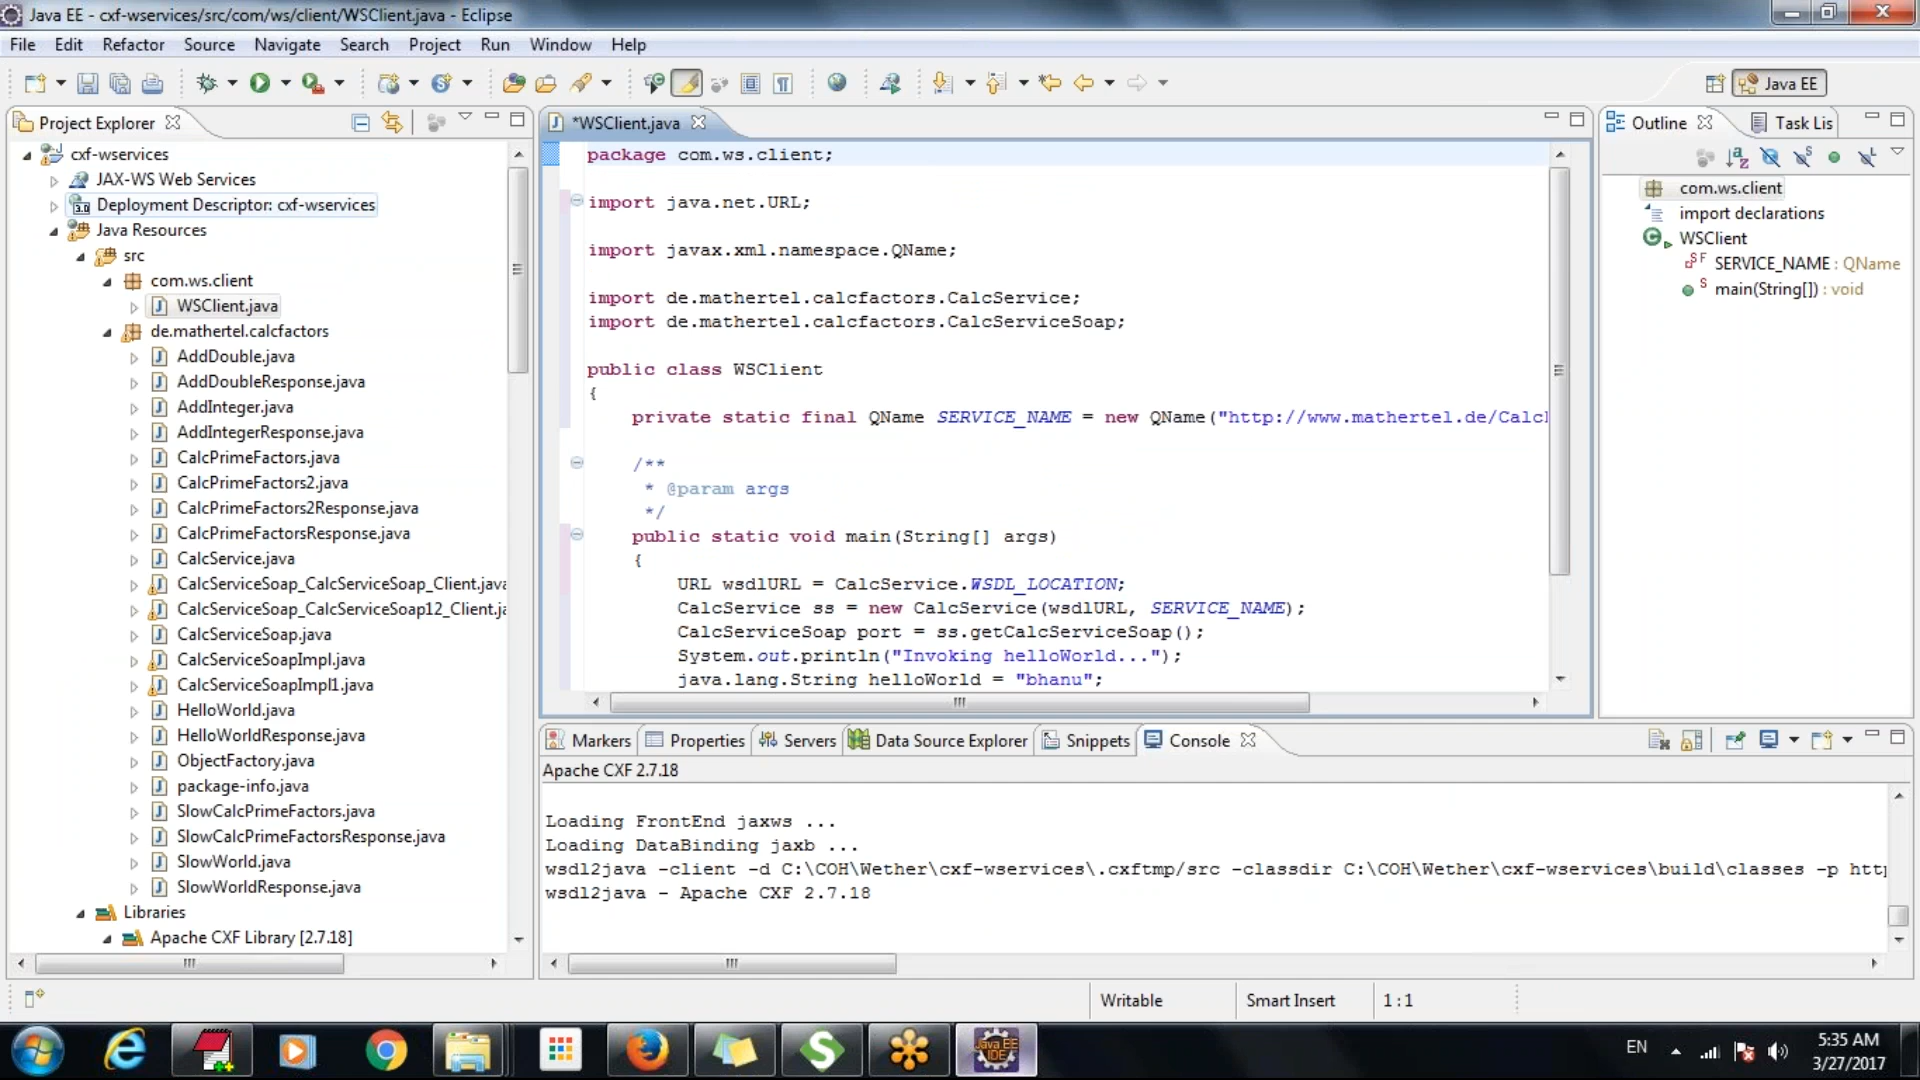 Java EE - cxf-wservices/src/com/ws/client/WSClient.java - Eclipse
File Edit Refactor Source Navigate Search Project Run Window Help
Java EE
Project Explorer
cxf-wservices
JAX-WS Web Services
Deployment Descriptor: cxf-wservices
Java Resources
src
com.ws.client
WSClient.java
de.mathertel.calcfactors
AddDouble.java
AddDoubleResponse.java
AddInteger.java
AddIntegerResponse.java
CalcPrimeFactors.java
CalcPrimeFactors2.java
CalcPrimeFactors2Response.java
CalcPrimeFactorsResponse.java
CalcService.java
CalcServiceSoap_CalcServiceSoap_Client.java
CalcServiceSoap_CalcServiceSoap12_Client.ja
CalcServiceSoap.java
CalcServiceSoapImpl.java
CalcServiceSoapImpl1.java
HelloWorld.java
HelloWorldResponse.java
ObjectFactory.java
package-info.java
SlowCalcPrimeFactors.java
SlowCalcPrimeFactorsResponse.java
SlowWorld.java
SlowWorldResponse.java
Libraries
Apache CXF Library [2.7.18]
*WSClient.java
package com.ws.client;
import java.net.URL;
import javax.xml.namespace.QName;
import de.mathertel.calcfactors.CalcService;
import de.mathertel.calcfactors.CalcServiceSoap;
public class WSClient
{
private static final QName SERVICE_NAME = new QName("http://www.mathertel.de/Calc
/**
* @param args
*/
public static void main(String[] args)
{
URL wsdlURL = CalcService.WSDL_LOCATION;
CalcService ss = new CalcService(wsdlURL, SERVICE_NAME);
CalcServiceSoap port = ss.getCalcServiceSoap();
System.out.println("Invoking helloWorld...");
java.lang.String helloWorld = "bhanu";
Outline Task Lis
com.ws.client
import declarations
WSClient
SERVICE_NAME : QName
main(String[]) : void
Markers Properties Servers Data Source Explorer Snippets Console
Apache CXF 2.7.18
Loading FrontEnd jaxws ...
Loading DataBinding jaxb ...
wsdl2java -client -d C:\COH\Wether\cxf-wservices\.cxftmp/src -classdir C:\COH\Wether\cxf-wservices\build\classes -p http
wsdl2java - Apache CXF 2.7.18
Writable Smart Insert 1 : 1
EN
5:35 AM
3/27/2017